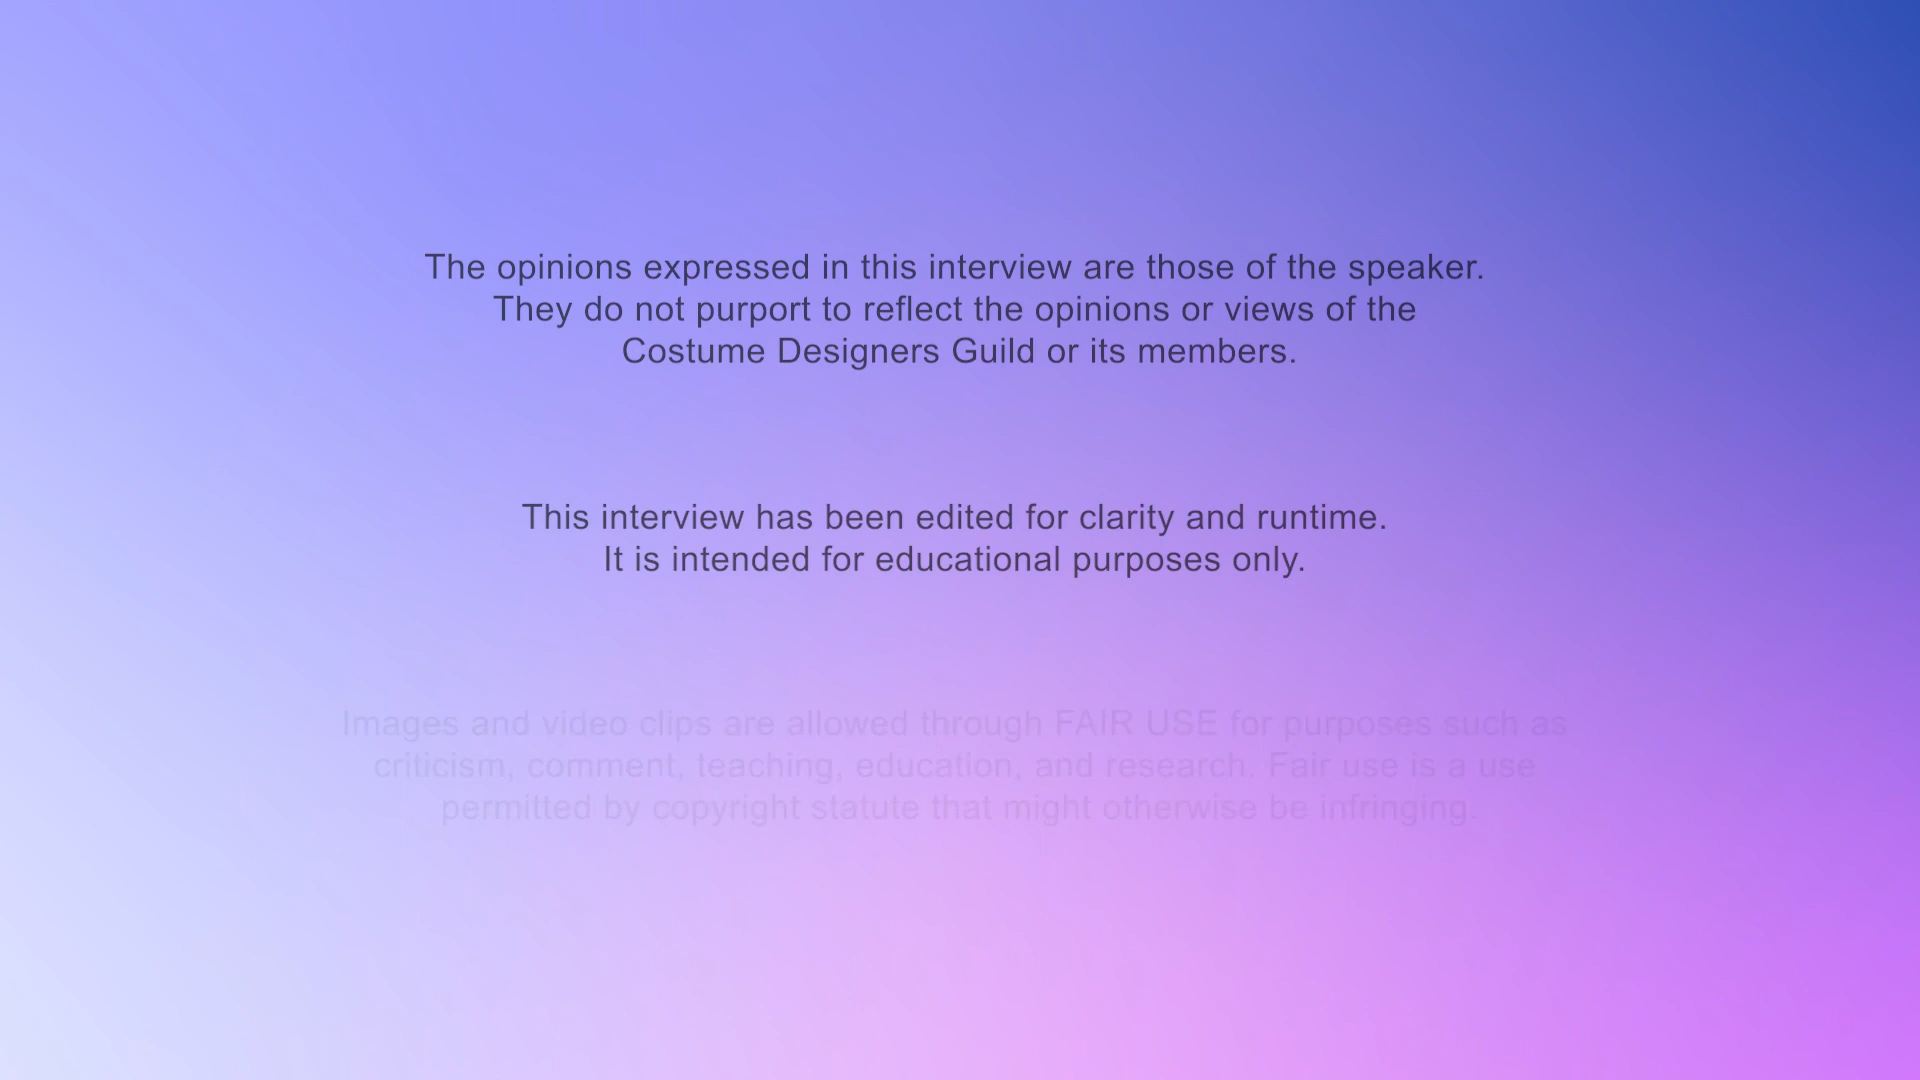 The opinions expressed in this interview are those of the speaker.
They do not purport to reflect the opinions or views of the
Costume Designers Guild or its members.
This interview has been edited for clarity and runtime.
It is intended for educational purposes only.
Images and video clips are allowed through FAIR USE for purposes such as
criticism, comment, teaching, education, and research. Fair use is a use
permitted by copyright statute that might otherwise be infringing.